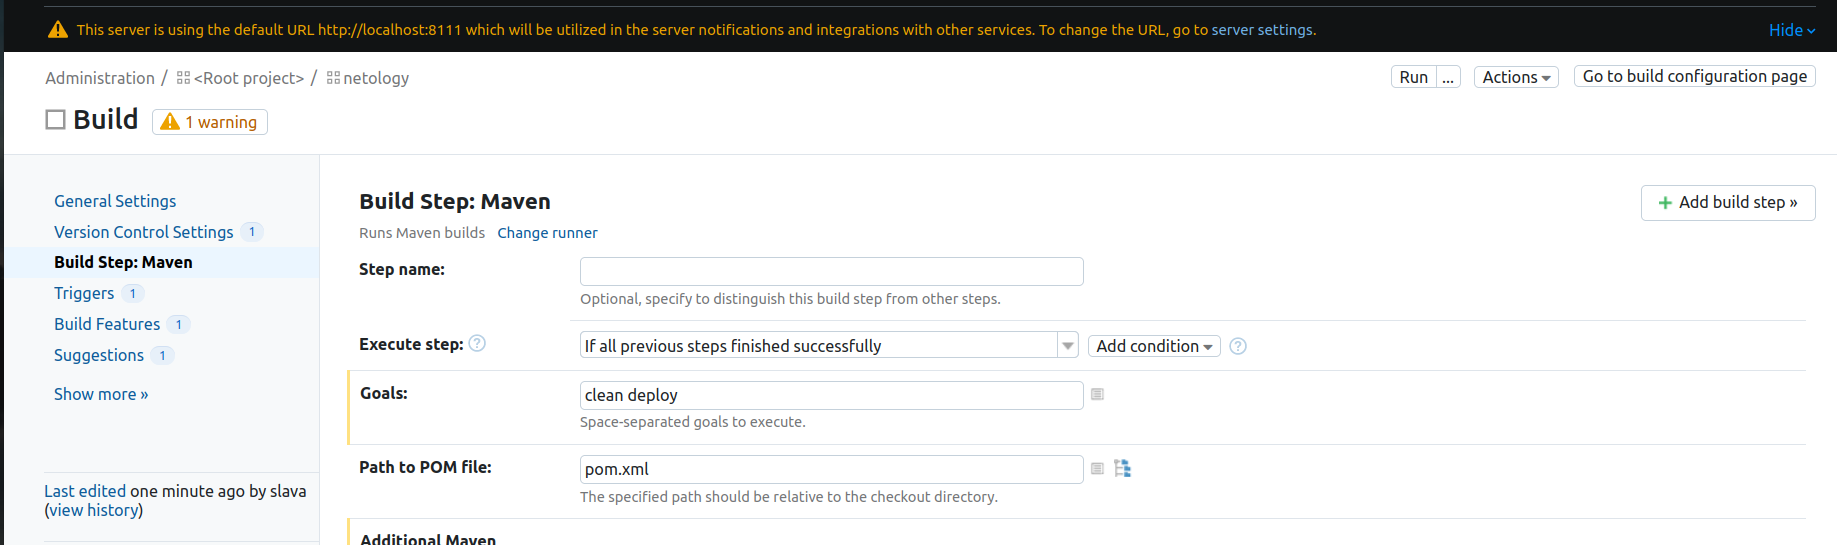 This server is using the default URL http://localhost:8111 which will be utilized in the server notifications and integrations with other services. To change the URL, go to server settings.
Hide
Administration / <Root project> / netology
Run ... Actions Go to build configuration page
Build 1 warning
General Settings
Version Control Settings 1
Build Step: Maven
Triggers 1
Build Features 1
Suggestions 1
Show more »
Last edited one minute ago by slava
(view history)
Build Step: Maven
+ Add build step »
Runs Maven builds Change runner
Step name:
Optional, specify to distinguish this build step from other steps.
Execute step: ? If all previous steps finished successfully Add condition ?
Goals: clean deploy
Space-separated goals to execute.
Path to POM file: pom.xml
The specified path should be relative to the checkout directory.
Additional Maven